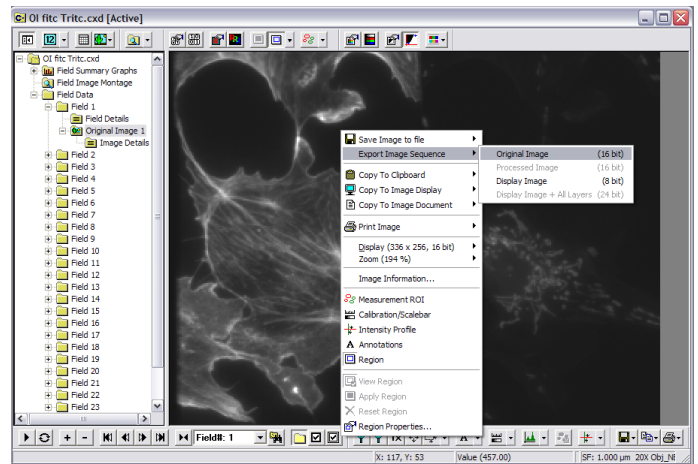 OI fitc Tritc.cxd [Active]
12
OI fitc Tritc.cxd
Field Summary Graphs
Field Image Montage
Field Data
Field 1
Field Details
Original Image 1
Image Details
Field 2
Field 3
Field 4
Field 5
Field 6
Field 7
Field 8
Field 9
Field 10
Field 11
Field 12
Field 13
Field 14
Field 15
Field 16
Field 17
Field 18
Field 19
Field 20
Field 21
Field 22
Field 23
Save Image to file
Export Image Sequence
Copy To Clipboard
Copy To Image Display
Copy To Image Document
Print Image
Display (336 x 256, 16 bit)
Zoom (194 %)
Image Information...
Measurement ROI
Calibration/Scalebar
Intensity Profile
A Annotations
Region
View Region
Apply Region
Reset Region
Region Properties...
Original Image (16 bit)
Processed Image (16 bit)
Display Image (8 bit)
Display Image + All Layers (24 bit)
Field#: 1
X: 117, Y: 53 Value (457.00) SF: 1.000 µm 20X Obj_NE